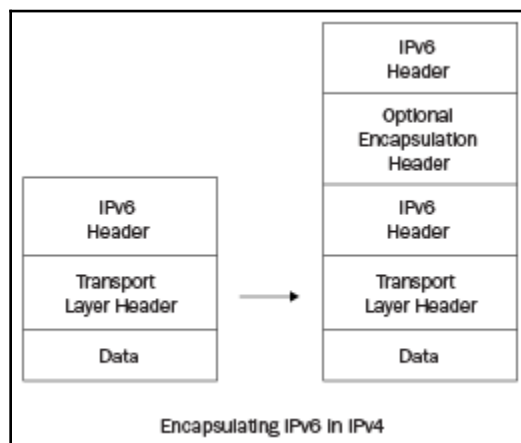 IPv6
Header
Transport
Layer Header
Data
IPv6
Header
Optional
Encapsulation
Header
IPv6
Header
Transport
Layer Header
Data
Encapsulating IPv6 in IPv4